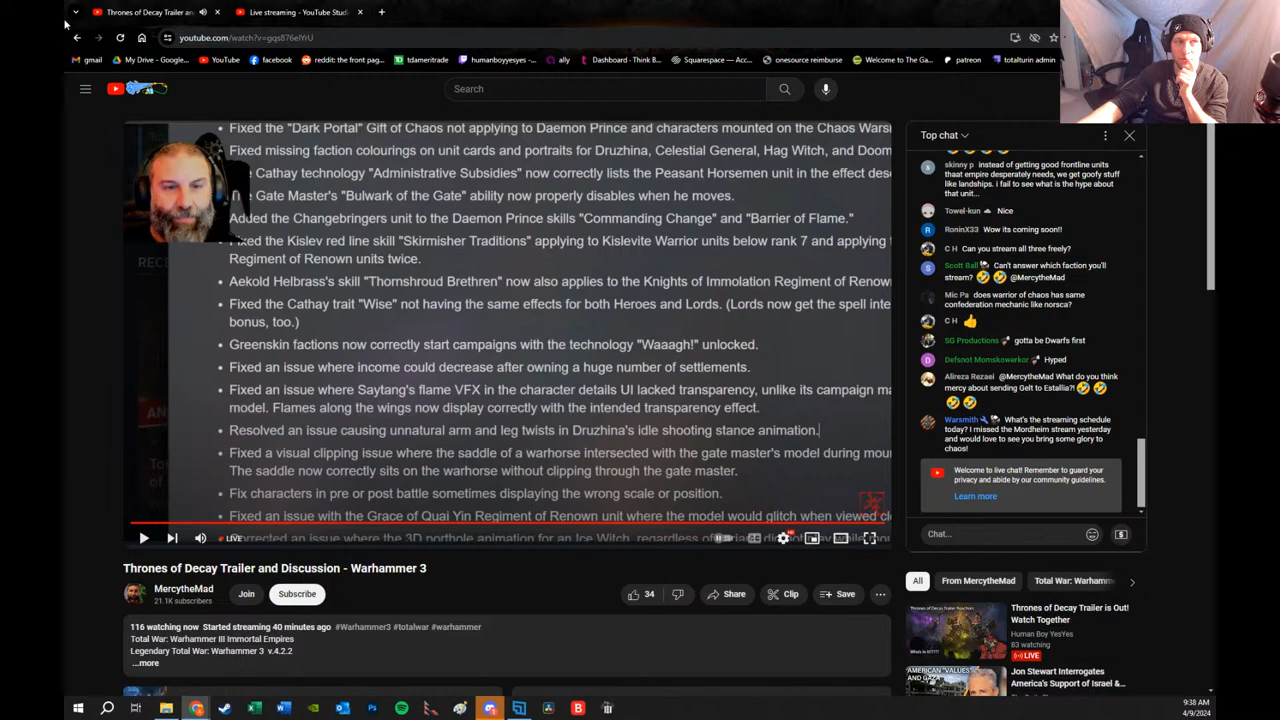 Thrones of Decay Trailer an
Live streaming - YouTube Studi
youtube.com/watch?v=gqs876elYrU
gmail
My Drive - Google...
YouTube
facebook
reddit: the front pag...
tdameritrade
humanboyyesyes -...
ally
Dashboard - Think B...
Squarespace — Acc...
onesource reimburse
Welcome to The Ga...
patreon
totalturin admin
Search
Fixed the "Dark Portal" Gift of Chaos not applying to Daemon Prince and characters mounted on the Chaos Wars
Fixed missing faction colourings on unit cards and portraits for Druzhina, Celestial General, Hag Witch, and Doom
Cathay technology "Administrative Subsidies" now correctly lists the Peasant Horsemen unit in the effect des
The Gate Master's "Bulwark of the Gate" ability now properly disables when he moves.
Added the Changebringers unit to the Daemon Prince skills "Commanding Change" and "Barrier of Flame."
Fixed the Kislev red line skill "Skirmisher Traditions" applying to Kislevite Warrior units below rank 7 and applying
Regiment of Renown units twice.
skill "Thornshroud Brethren" now also applies to the Knights of Immolation Regiment of Renow
Fixed the Cathay trait "Wise" not having the same effects for both Heroes and Lords. (Lords now get the spell inte
bonus, too.)
Greenskin factions now correctly start campaigns with the technology "Waaagh!" unlocked.
Fixed an issue where income could decrease after owning a huge number of settlements.
Fixed an issue where Saytang's flame VFX in the character details UI lacked transparency, unlike its campaign ma
model. Flames along the wings now display correctly with the intended transparency effect.
Resolved an issue causing unnatural arm and leg twists in Druzhina's idle shooting stance animation.
Fixed a visual clipping issue where the saddle of a warhorse intersected with the gate master's model during mou
The saddle now correctly sits on the warhorse without clipping through the gate master.
Fix characters in pre or post battle sometimes displaying the wrong scale or position.
Fixed an issue with the Grace of Quai Yin Regiment of Renown unit where the model would glitch when viewed cl
Corrected an issue where the 3D porthole animation for an Ice Witch, regardless of
LIVE
Top chat
skinny p instead of getting good frontline units
thaat empire desperately needs, we get goofy stuff
like landships. i fail to see what is the hype about
that unit...
Towel-kun Nice
RoninX33 Wow its coming soon!!
C H Can you stream all three freely?
Scott Ball Can't answer which faction you'll
stream? @MercytheMad
Mic Pa does warrior of chaos has same
confederation mechanic like norsca?
C H
SG Productions gotta be Dwarfs first
Defsnot Momskowerkor Hyped
Alireza Rezaei @MercytheMad What do you think
mercy about sending Gelt to Estallia?!
Warsmith What's the streaming schedule
today? I missed the Mordheim stream yesterday
and would love to see you bring some glory to
chaos!
Welcome to live chat! Remember to guard your
privacy and abide by our community guidelines.
Learn more
Chat...
Thrones of Decay Trailer and Discussion - Warhammer 3
MercytheMad
21.1K subscribers
Join
Subscribe
34
Share
Clip
Save
116 watching now Started streaming 40 minutes ago #Warhammer3 #totalwar #warhammer
Total War: Warhammer III Immortal Empires
Legendary Total War: Warhammer 3 v.4.2.2
...more
All
From MercytheMad
Total War: Warhamm
Thrones of Decay Trailer is Out!
Watch Together
Human Boy YesYes
83 watching
LIVE
AMERICAN "VALUES"
AND GAZA
Jon Stewart Interrogates
America's Support of Israel &...
9:38 AM
4/9/2024